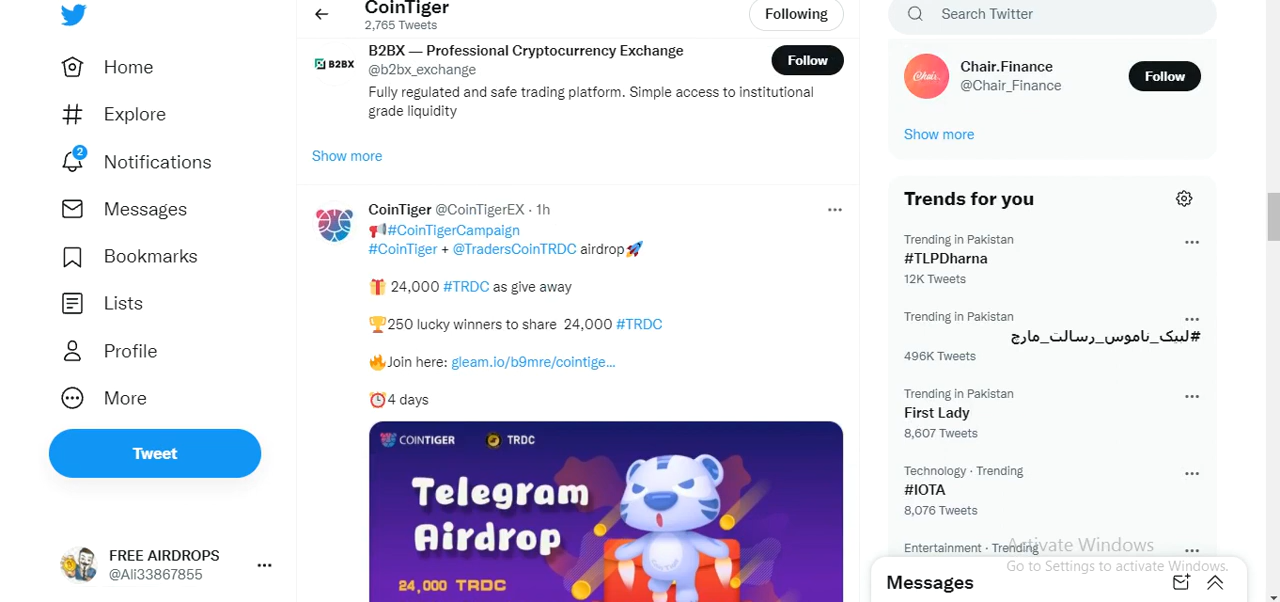 Home
Explore
2
Notifications
Messages
Bookmarks
Lists
Profile
More
Tweet
FREE AIRDROPS
@Ali33867855
CoinTiger
2,765 Tweets
Following
B2BX
B2BX — Professional Cryptocurrency Exchange
@b2bx_exchange
Follow
Fully regulated and safe trading platform. Simple access to institutional
grade liquidity
Show more
CoinTiger @CoinTigerEX · 1h
📢#CoinTigerCampaign
#CoinTiger + @TradersCoinTRDC airdrop🚀
🎁 24,000 #TRDC as give away
🏆250 lucky winners to share 24,000 #TRDC
🔥Join here: gleam.io/b9mre/cointige...
⏰4 days
COINTIGER TRDC
Telegram
Airdrop
24,000 TRDC
Search Twitter
Chair.
Chair.Finance
@Chair_Finance
Follow
Show more
Trends for you
Trending in Pakistan
#TLPDharna
12K Tweets
Trending in Pakistan
#لبیک_ناموس_رسالت_مارچ
496K Tweets
Trending in Pakistan
First Lady
8,607 Tweets
Technology · Trending
#IOTA
8,076 Tweets
Entertainment · Trending
Activate Windows
Go to Settings to activate Windows.
Messages